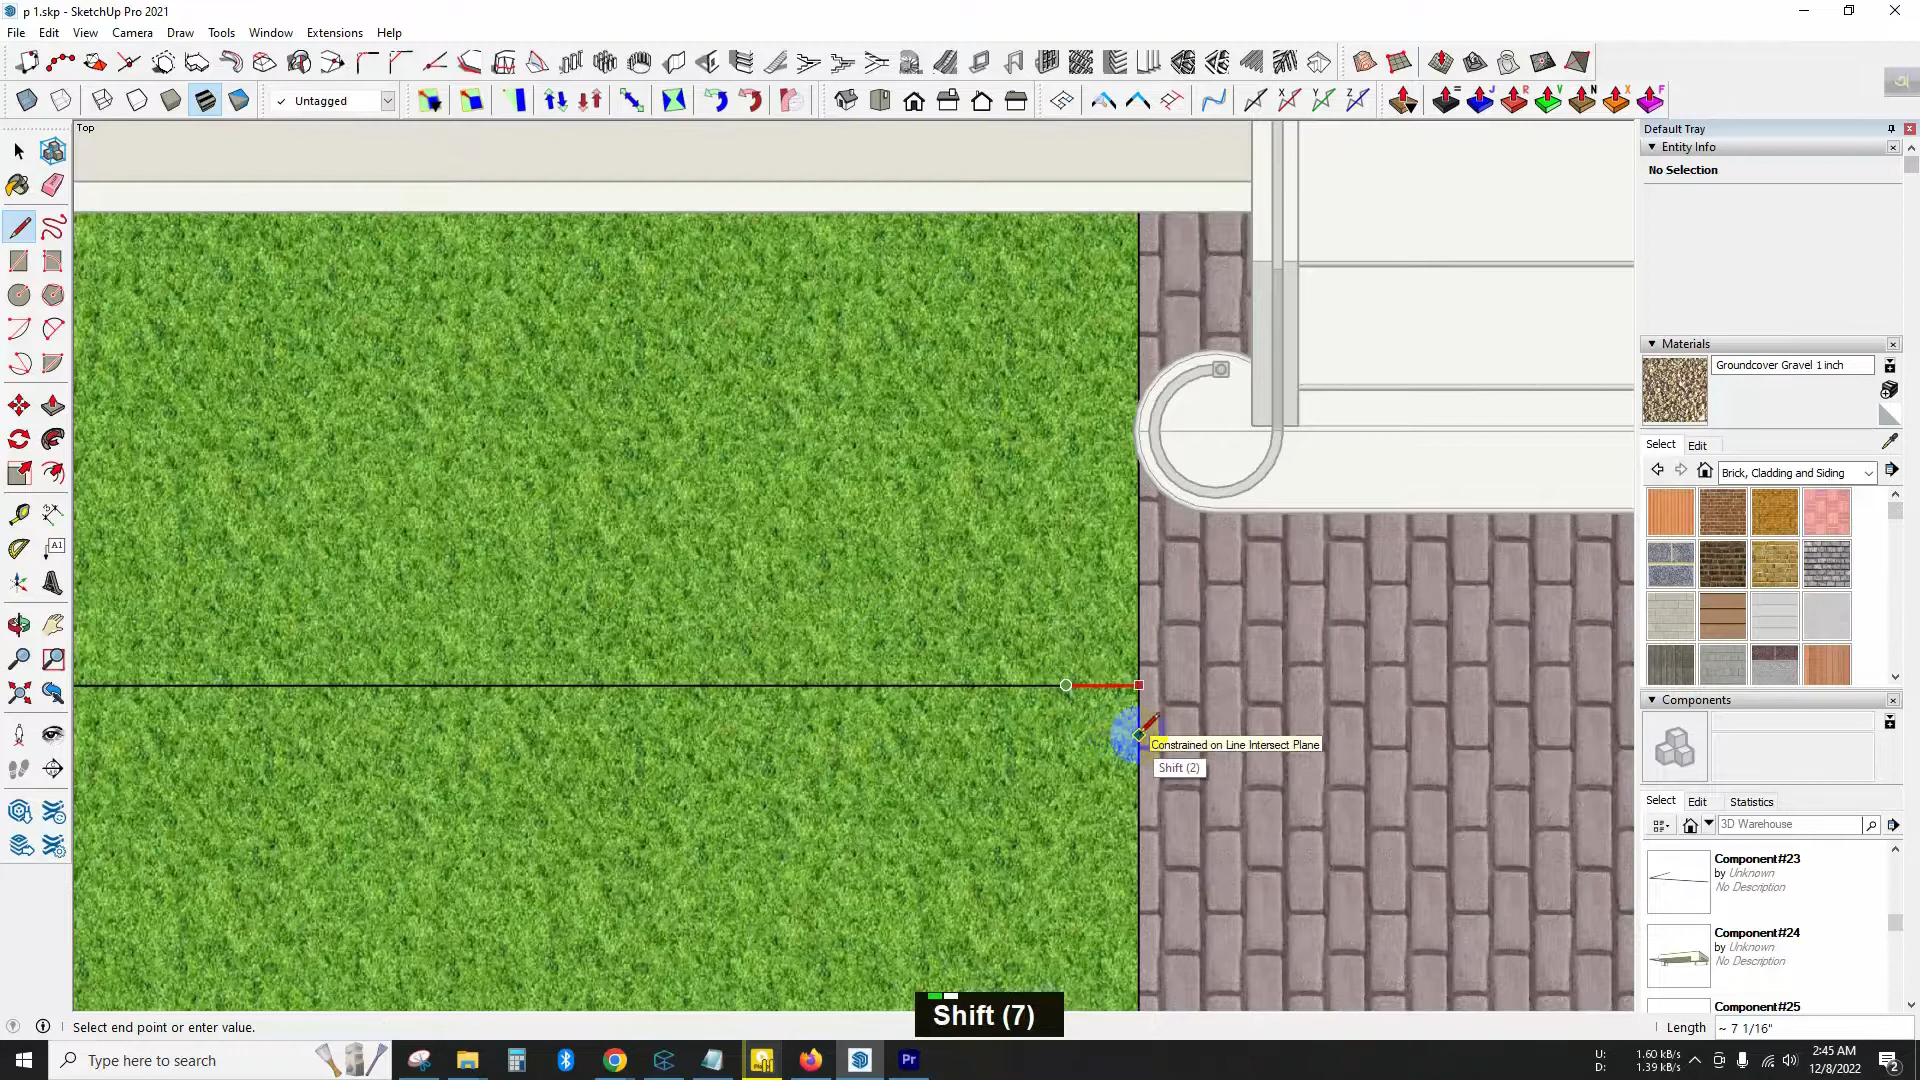 p 1.skp - SketchUp Pro 2021
File Edit View Camera Draw Tools Window Extensions Help
Untagged
= J R V N X F
X Y Z
Top
Default Tray
Entity Info
No Selection
Materials
Groundcover Gravel 1inch
Select Edit
Brick, Cladding and Siding
A1
Components
Constrained on Line Intersect Plane
Shift (2)
Select Edit Statistics
3D Warehouse
Component#23
by Unknown
No Description
Component#24
by Unknown
No Description
Component#25
Shift (7)
Select end point or enter value.
Length ~ 7 1/16"
Type here to search
Pr
U: 1.60 kB/s
D: 1.39 kB/s
2:45 AM
12/8/2022
2